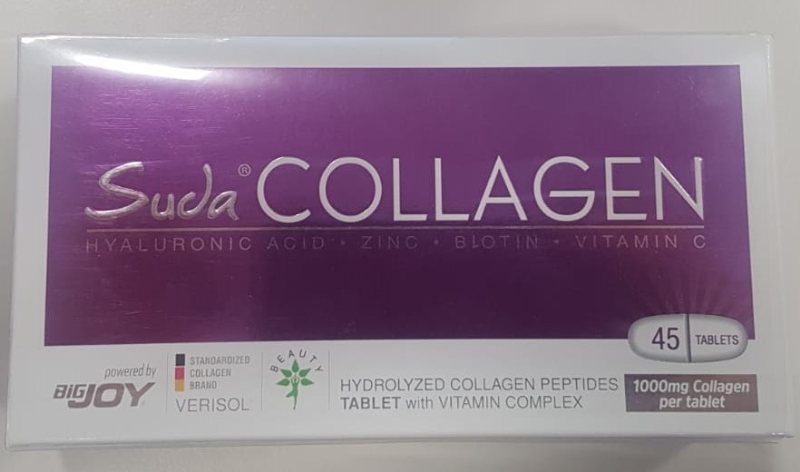 Suda® COLLAGEN
HYALURONIC ACID • ZINC • BIOTIN • VITAMIN C
45 TABLETS
1000mg Collagen
per tablet
powered by
BiGJOY
STANDARDIZED
COLLAGEN
BRAND
VERISOL
BEAUTY
HYDROLYZED COLLAGEN PEPTIDES
TABLET with VITAMIN COMPLEX